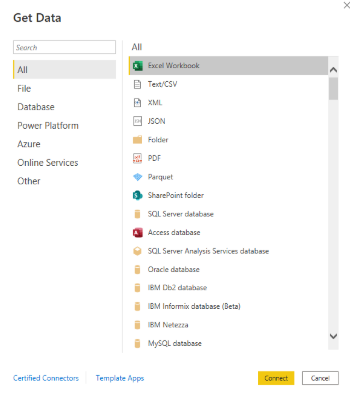 Get Data
Search
All
File
Database
Power Platform
Azure
Online Services
Other
All
Excel Workbook
Text/CSV
XML
JSON
Folder
PDF
Parquet
SharePoint folder
SQL Server database
Access database
SQL Server Analysis Services database
Oracle database
IBM Db2 database
IBM Informix database (Beta)
IBM Netezza
MySQL database
Certified Connectors
Template Apps
Connect
Cancel